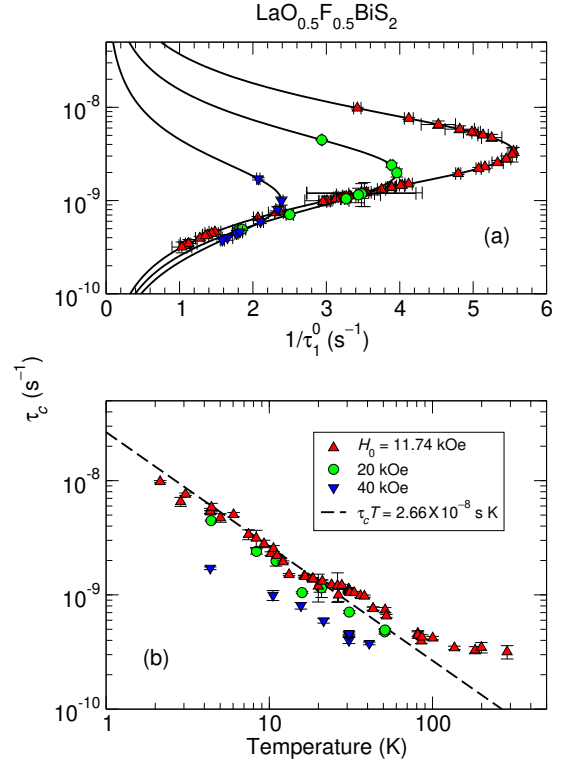 LaO₀.₅F₀.₅BiS₂
10⁻⁸
10⁻⁹
10⁻¹⁰
(a)
0 1 2 3 4 5 6
1/τ₁⁰ (s⁻¹)
τc (s⁻¹)
H₀ = 11.74 kOe
20 kOe
40 kOe
τcT = 2.66X10⁻⁸ s K
10⁻⁸
10⁻⁹
10⁻¹⁰
(b)
1 10 100
Temperature (K)